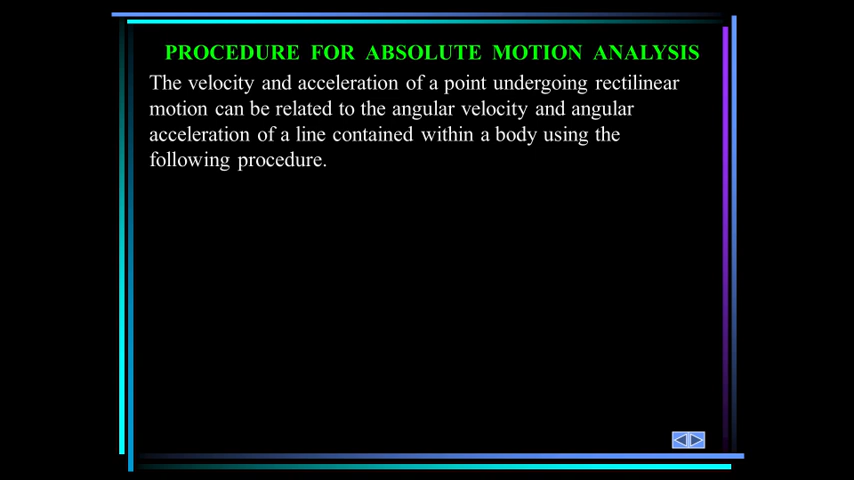 PROCEDURE FOR ABSOLUTE MOTION ANALYSIS
The velocity and acceleration of a point undergoing rectilinear
motion can be related to the angular velocity and angular
acceleration of a line contained within a body using the
following procedure.